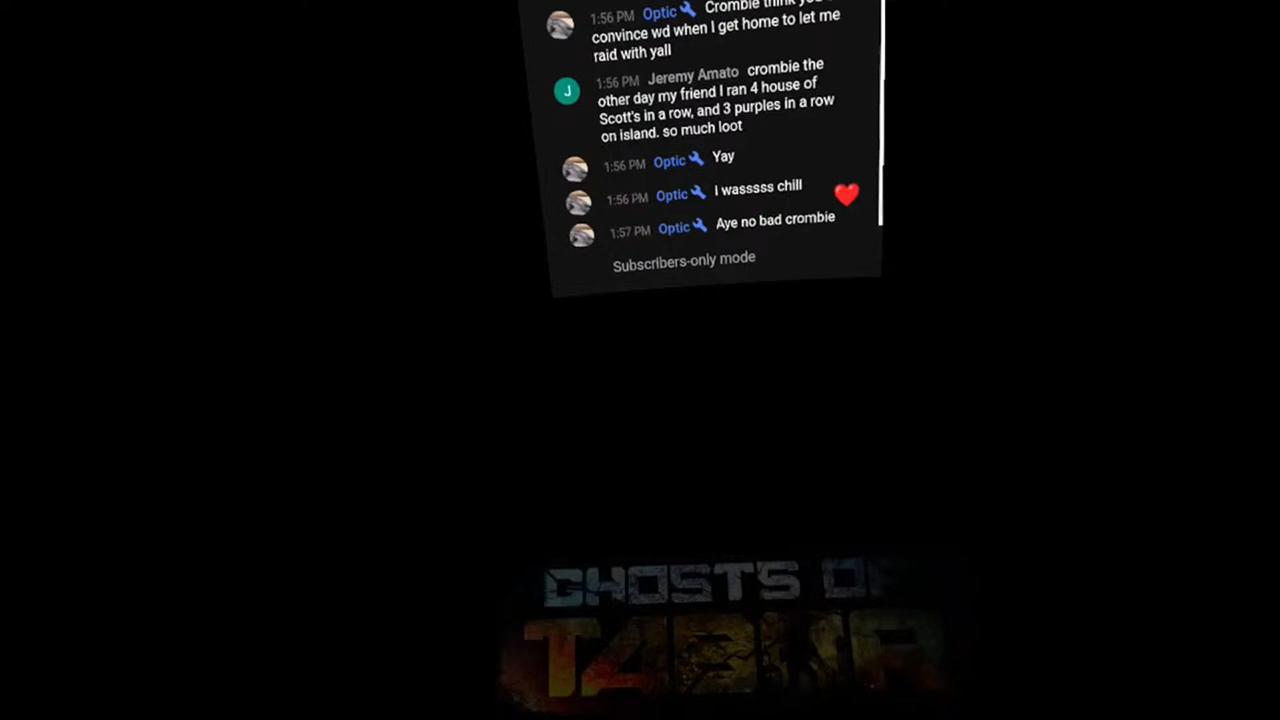 1:56 PM Optic Crombie think
convince wd when I get home to let me
raid with yall
1:56 PM Jeremy Amato crombie the
other day my friend I ran 4 house of
Scott's in a row, and 3 purples in a row
on island. so much loot
J
1:56 PM Optic Yay
1:56 PM Optic I wasssss chill
1:57 PM Optic Aye no bad crombie
Subscribers-only mode
GHOSTS OF
TABOR